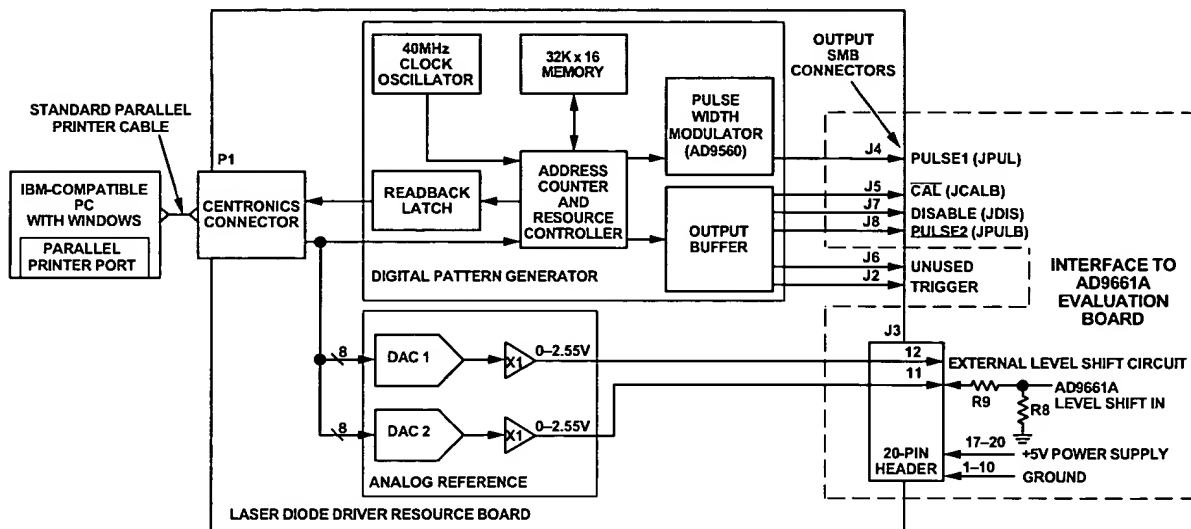 STANDARD PARALLEL
PRINTER CABLE
IBM-COMPATIBLE
PC
WITH WINDOWS
PARALLEL
PRINTER PORT
P1
CENTRONICS
CONNECTOR
40MHz
CLOCK
OSCILLATOR
32K x 16
MEMORY
READBACK
LATCH
ADDRESS
COUNTER
AND
RESOURCE
CONTROLLER
PULSE
WIDTH
MODULATOR
(AD9560)
OUTPUT
BUFFER
DIGITAL PATTERN GENERATOR
OUTPUT
SMB
CONNECTORS
J4
PULSE1 (JPUL)
J5
CAL (JCALB)
J7
DISABLE (JDIS)
J8
PULSE2 (JPULB)
J6
UNUSED
J2
TRIGGER
INTERFACE TO
AD9661A
EVALUATION
BOARD
8
DAC 1
X1
0–2.55V
8
DAC 2
X1
0–2.55V
ANALOG REFERENCE
J3
12
EXTERNAL LEVEL SHIFT CIRCUIT
11
R9
R8
AD9661A
LEVEL SHIFT IN
17–20
+5V POWER SUPPLY
1–10
GROUND
20-PIN
HEADER
LASER DIODE DRIVER RESOURCE BOARD